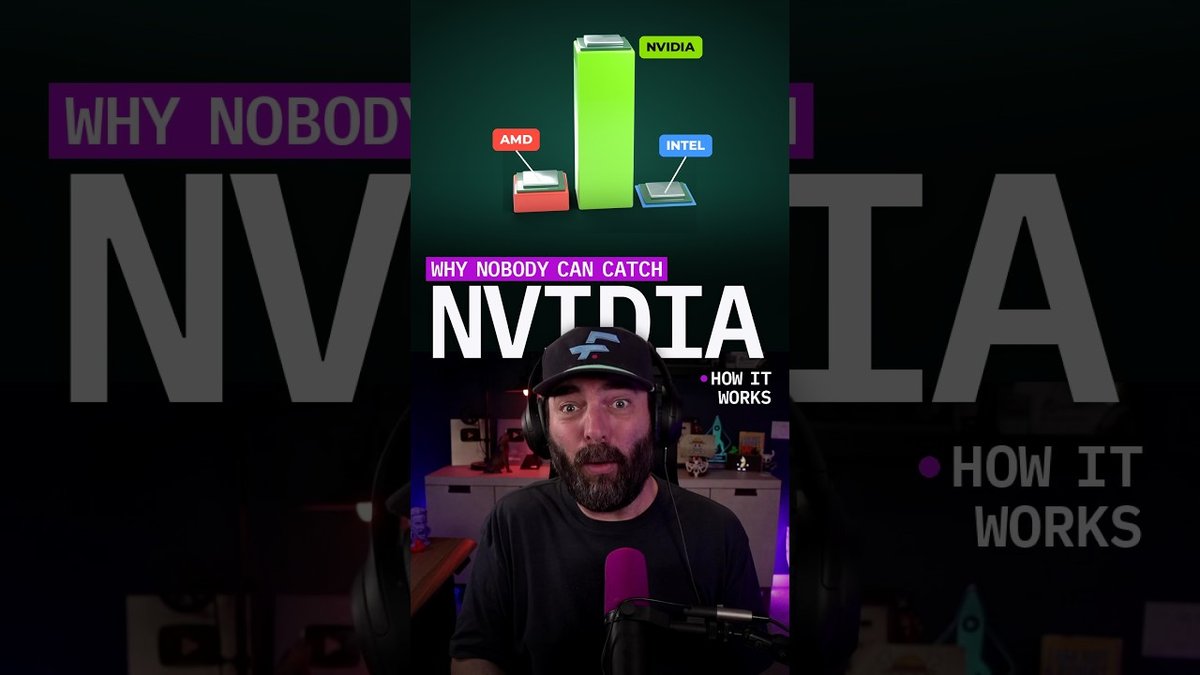 NVIDIA
AMD
INTEL
WHY NOBODY CAN CATCH
NVIDIA
HOW IT
WORKS
WHY NOBODY
NV
IA
HOW IT
WORKS